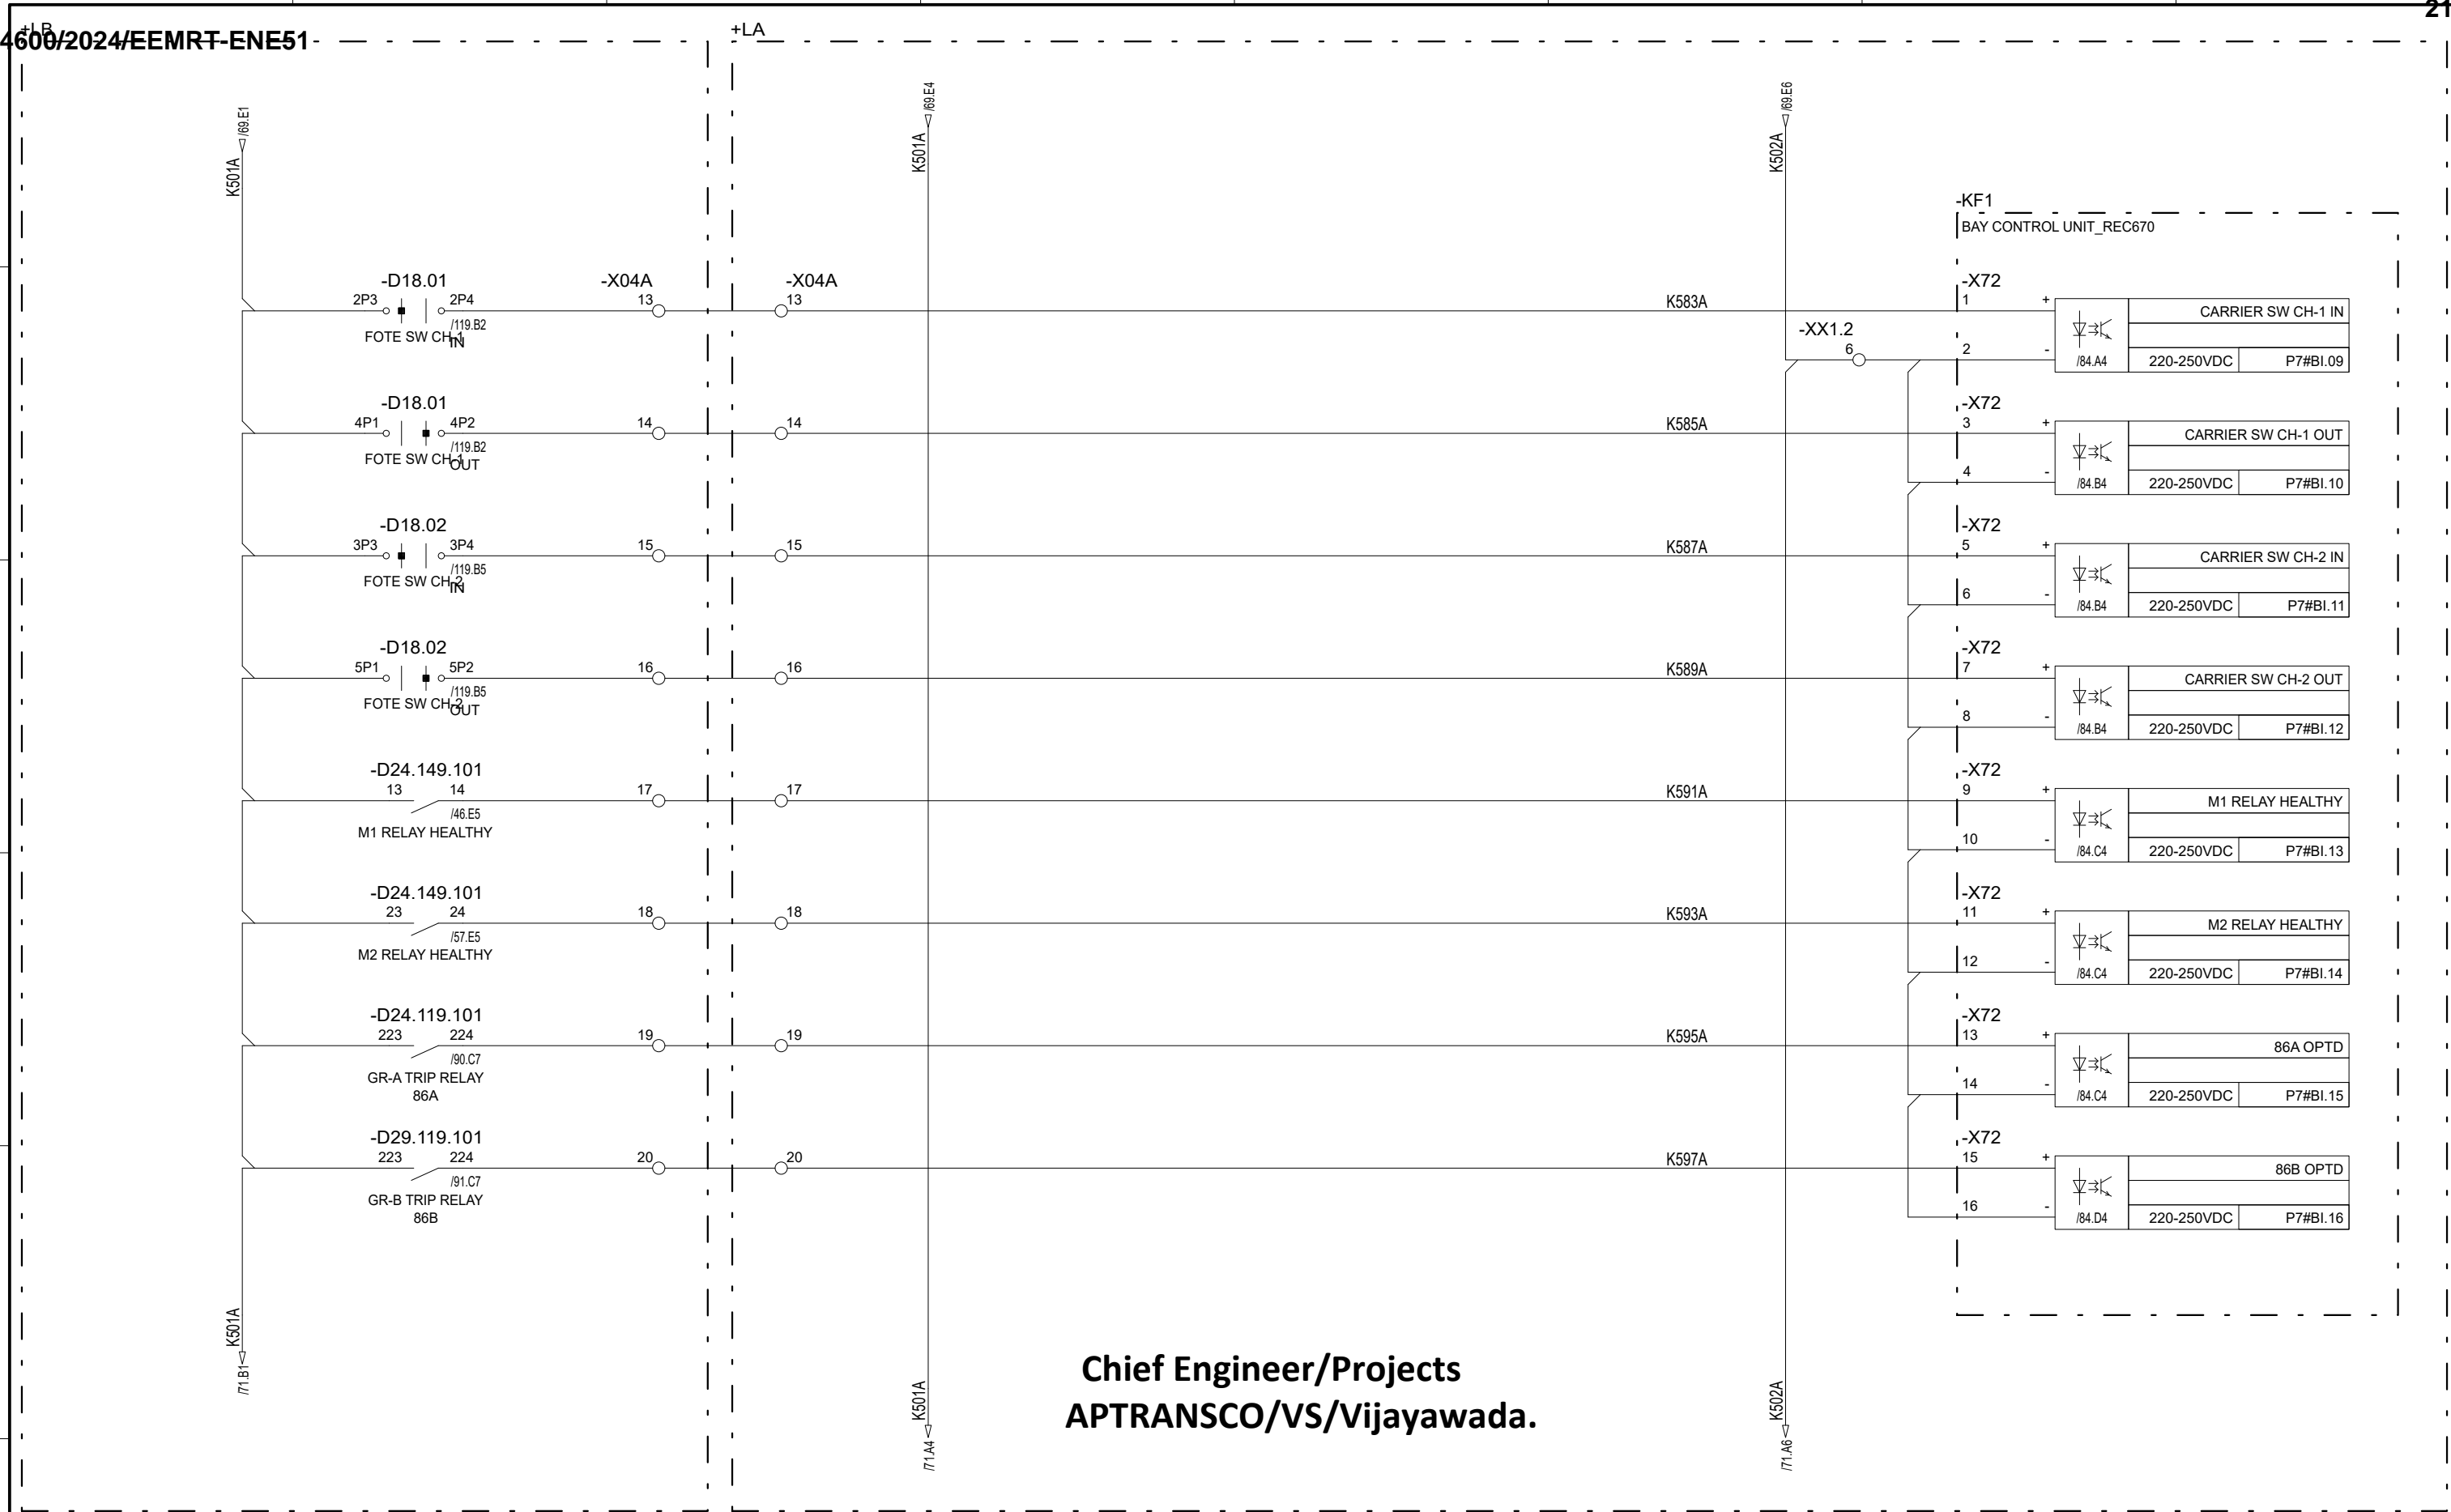 +LB
4600/2024/EEMRT-ENE51
+LA
21
K501A
/69.E1
K501A
/69.E4
K502A
/69.E6
-KF1
BAY CONTROL UNIT_REC670
-D18.01
2P3
2P4
/119.B2
FOTE SW CH-1
IN
-X04A
13
-X04A
13
K583A
-X72
1
+
CARRIER SW CH-1 IN
-XX1.2
6
2
-
/84.A4
220-250VDC
P7#BI.09
-D18.01
4P1
4P2
/119.B2
FOTE SW CH-1
OUT
14
14
K585A
-X72
3
+
CARRIER SW CH-1 OUT
4
-
/84.B4
220-250VDC
P7#BI.10
-D18.02
3P3
3P4
/119.B5
FOTE SW CH-2
IN
15
15
K587A
-X72
5
+
CARRIER SW CH-2 IN
6
-
/84.B4
220-250VDC
P7#BI.11
-D18.02
5P1
5P2
/119.B5
FOTE SW CH-2
OUT
16
16
K589A
-X72
7
+
CARRIER SW CH-2 OUT
8
-
/84.B4
220-250VDC
P7#BI.12
-D24.149.101
13
14
/46.E5
M1 RELAY HEALTHY
17
17
K591A
-X72
9
+
M1 RELAY HEALTHY
10
-
/84.C4
220-250VDC
P7#BI.13
-D24.149.101
23
24
/57.E5
M2 RELAY HEALTHY
18
18
K593A
-X72
11
+
M2 RELAY HEALTHY
12
-
/84.C4
220-250VDC
P7#BI.14
-D24.119.101
223
224
/90.C7
GR-A TRIP RELAY
86A
19
19
K595A
-X72
13
+
86A OPTD
14
-
/84.C4
220-250VDC
P7#BI.15
-D29.119.101
223
224
/91.C7
GR-B TRIP RELAY
86B
20
20
K597A
-X72
15
+
86B OPTD
16
-
/84.D4
220-250VDC
P7#BI.16
K501A
/71.B1
K501A
/71.A4
K502A
/71.A6
Chief Engineer/Projects
APTRANSCO/VS/Vijayawada.